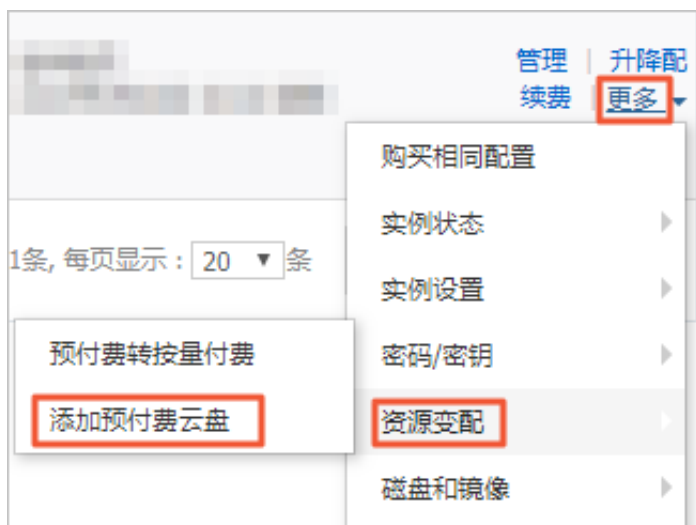 管理 | 升降配
续费 | 更多
购买相同配置
实例状态
1条, 每页显示：20 条
实例设置
预付费转按量付费
密码/密钥
添加预付费云盘
资源变配
磁盘和镜像